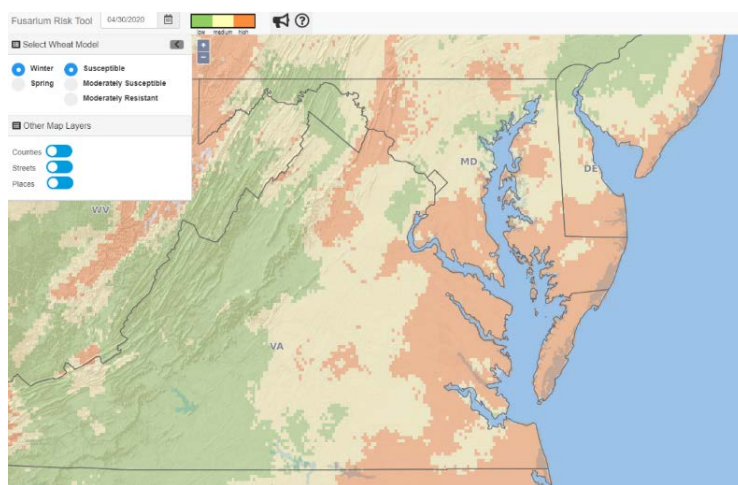 Fusarium Risk Tool 04/30/2020
low medium high
Select Wheat Model
Winter Susceptible
Spring Moderately Susceptible
Moderately Resistant
Other Map Layers
Counties
Streets
Places
+
−
MD
DE
WV
VA